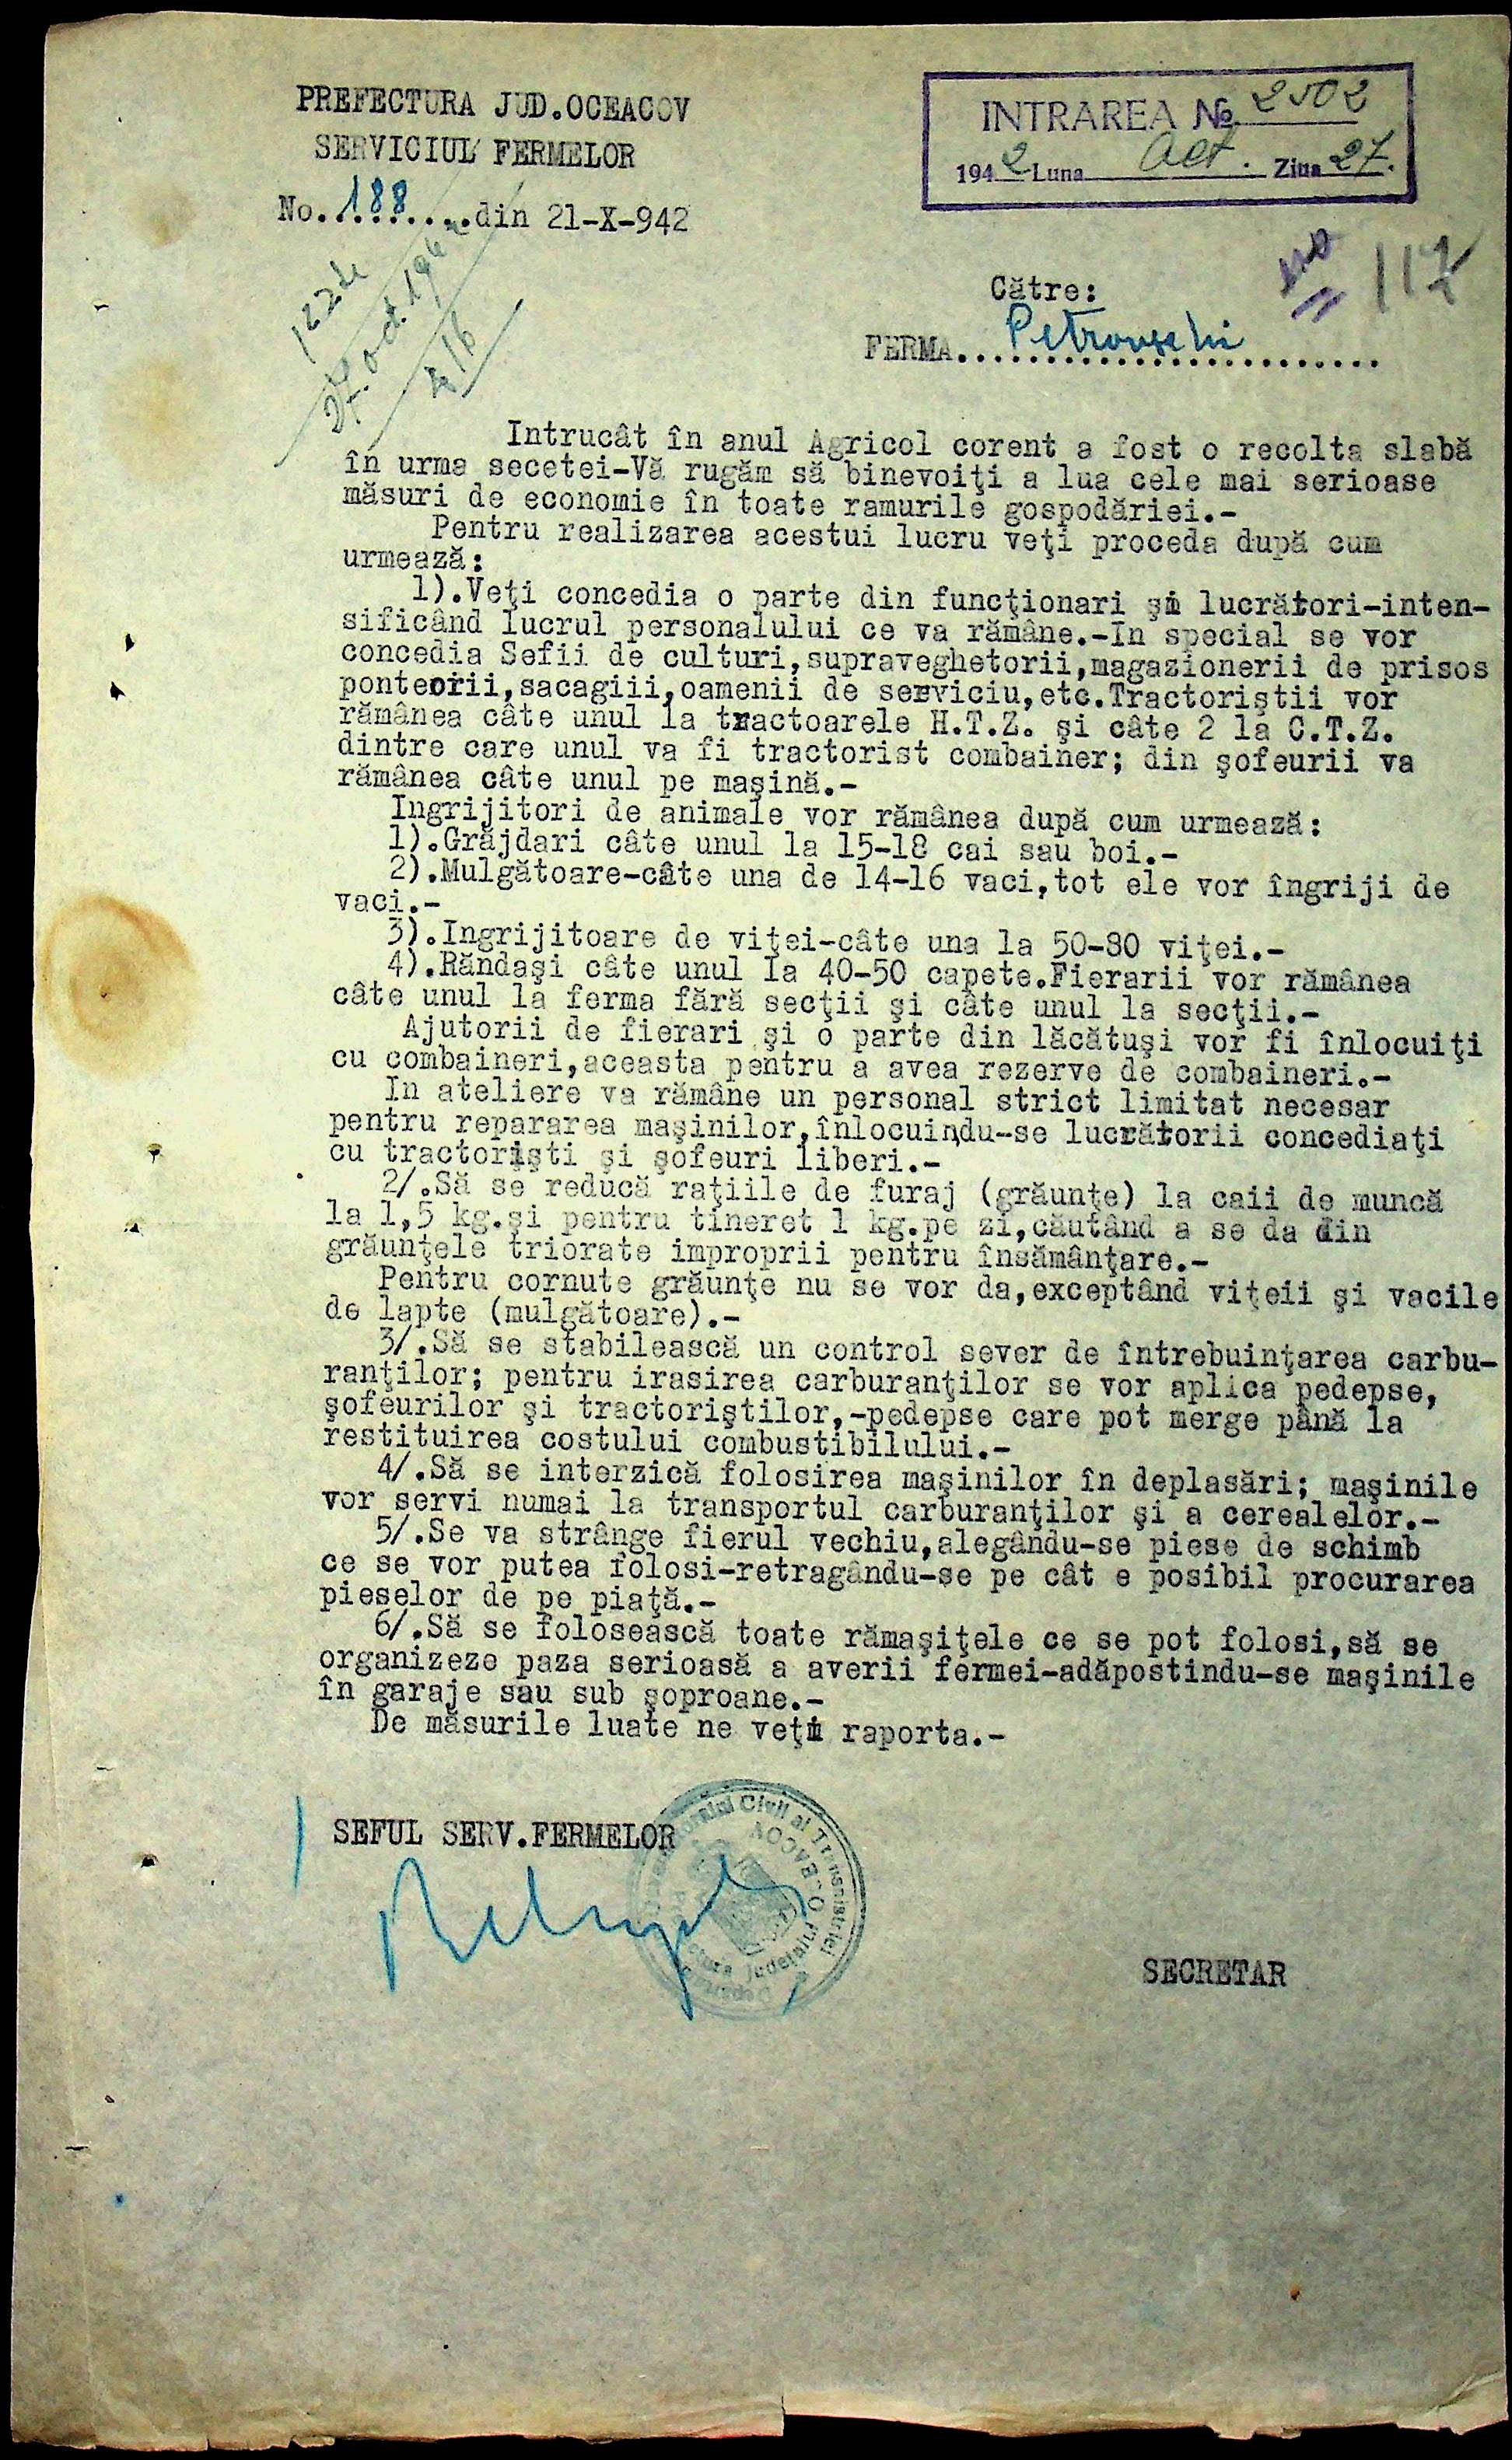 PREFECTURA JUD.OCEACOV
SERVICIUL FERMELOR
No.188.........din 21-X-942
INTRAREA № 2502
1942 Luna Oct. Ziua 27.
117
122 de
27. oct. 194
Către:
FERMA..Petrovschi..........
Intrucât în anul Agricol corent a fost o recolta slabă
în urma secetei-Vă rugăm să binevoiţi a lua cele mai serioase
măsuri de economie în toate ramurile gospodăriei.-
Pentru realizarea acestui lucru veţi proceda după cum
urmează:
1).Veţi concedia o parte din funcţionari şi lucrători-inten-
sificând lucrul personalului ce va rămâne.-In special se vor
concedia Sefii de culturi,supraveghetorii,magazionerii de prisos
ponteorii,sacagiii,oamenii de serviciu,etc.Tractoriştii vor
rămânea câte unul la tractoarele H.T.Z. şi câte 2 la C.T.Z.
dintre care unul va fi tractorist combainer; din şofeurii va
rămânea câte unul pe maşină.-
Ingrijitori de animale vor rămânea după cum urmează:
1).Grăjdari câte unul la 15-18 cai sau boi.-
2).Mulgătoare-câte una de 14-16 vaci,tot ele vor îngriji de
vaci.-
3).Ingrijitoare de viţei-câte una la 50-80 viţei.-
4).Răndaşi câte unul la 40-50 capete.Fierarii vor rămânea
câte unul la ferma fără secţii şi câte unul la secţii.-
Ajutorii de fierari şi o parte din lăcătuşi vor fi înlocuiţi
cu combaineri,aceasta pentru a avea rezerve de combaineri.-
In ateliere va rămâne un personal strict limitat necesar
pentru repararea maşinilor,înlocuindu-se lucrătorii concediaţi
cu tractorişti şi şofeuri liberi.-
2/.Să se reducă raţiile de furaj (grăunţe) la caii de muncă
la 1,5 kg.şi pentru tineret 1 kg.pe zi,căutând a se da din
grăunţele triorate improprii pentru însămânţare.-
Pentru cornute grăunţe nu se vor da,exceptând viţeii şi vacile
de lapte (mulgătoare).-
3/.Să se stabilească un control sever de întrebuinţarea carbu-
ranţilor; pentru irasirea carburanţilor se vor aplica pedepse,
şofeurilor şi tractoriştilor,-pedepse care pot merge până la
restituirea costului combustibilului.-
4/.Să se interzică folosirea maşinilor în deplasări; maşinile
vor servi numai la transportul carburanţilor şi a cerealelor.-
5/.Se va strânge fierul vechiu,alegându-se piese de schimb
ce se vor putea folosi-retragându-se pe cât e posibil procurarea
pieselor de pe piaţă.-
6/.Să se folosească toate rămaşiţele ce se pot folosi,să se
organizeze paza serioasă a averii fermei-adăpostindu-se maşinile
în garaje sau sub şoproane.-
De măsurile luate ne veţi raporta.-
SEFUL SERV.FERMELOR
Civil al Transnistriei
Judeţului
SECRETAR